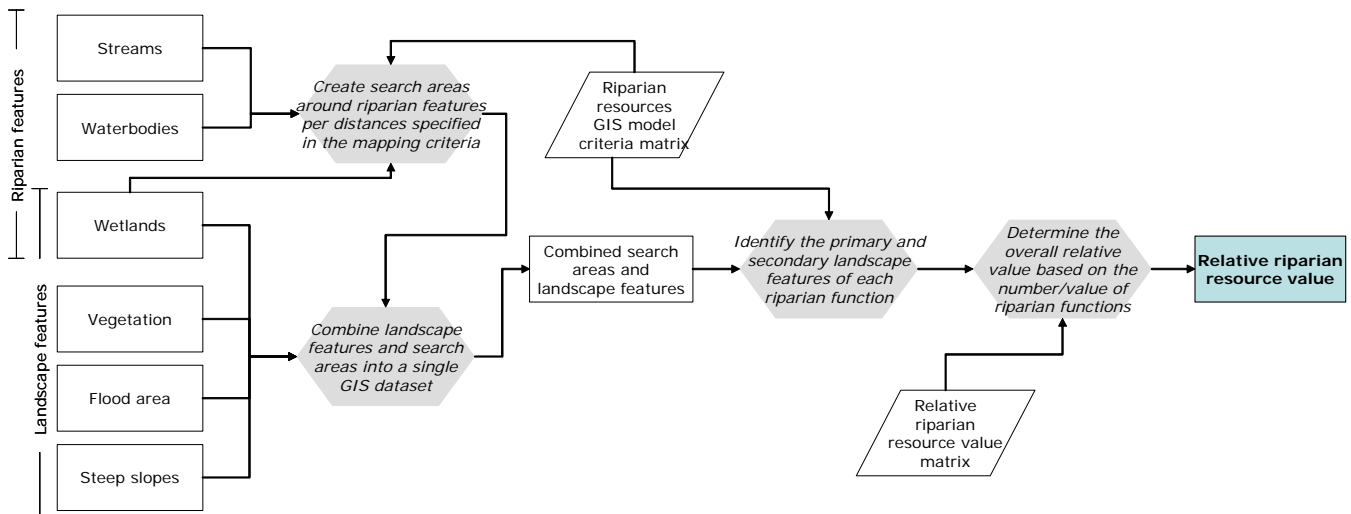 Riparian features
Landscape features
Streams
Waterbodies
Wetlands
Vegetation
Flood area
Steep slopes
Create search areas
around riparian features
per distances specified
in the mapping criteria
Riparian
resources
GIS model
criteria matrix
Combine landscape
features and search
areas into a single
GIS dataset
Combined search
areas and
landscape features
Identify the primary and
secondary landscape
features of each
riparian function
Determine the
overall relative
value based on the
number/value of
riparian functions
Relative
riparian
resource value
matrix
Relative riparian
resource value